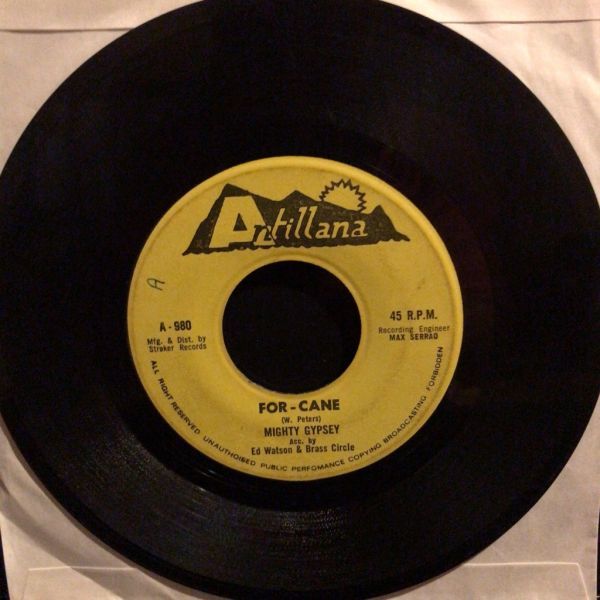 Antillana
A
A-980
Mfg. & Dist. by
Straker Records
45 R.P.M.
Recording Engineer
MAX SERRAO
FOR-CANE
(W. Peters)
MIGHTY GYPSEY
Acc. by
Ed Watson & Brass Circle
ALL RIGHT RESERVED UNAUTHOISED PUBLIC PERFOMANCE COPYING BROADCASTING FORBIDDEN